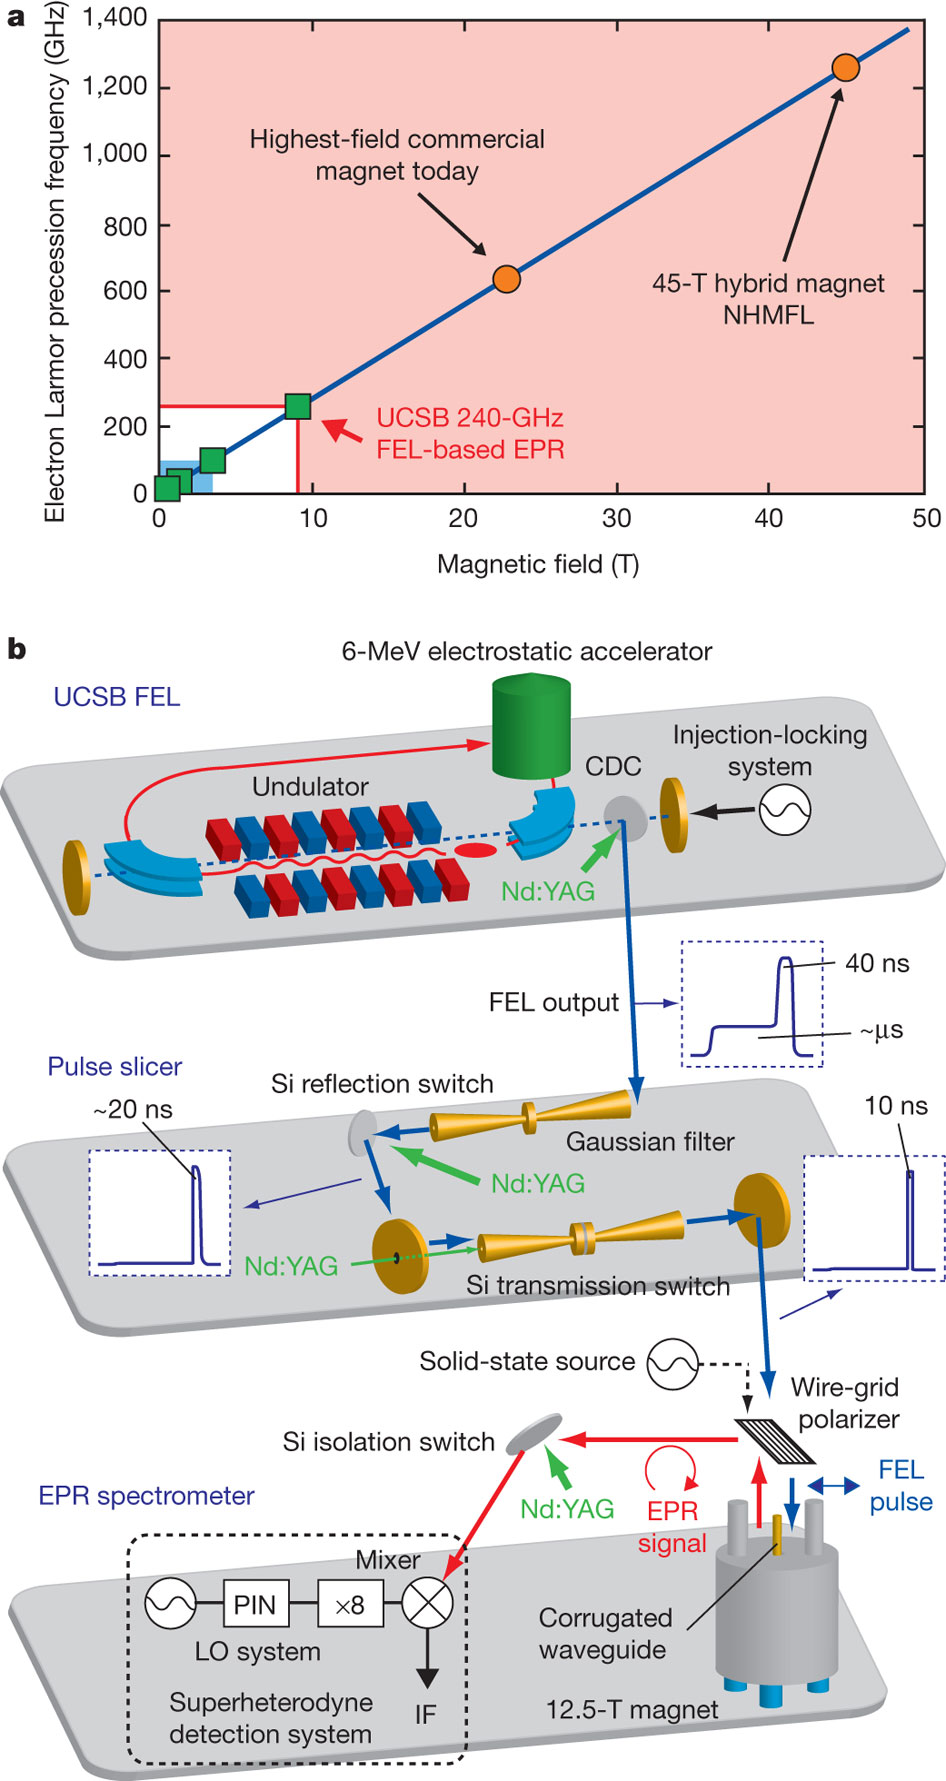 a
Electron Larmor precession frequency (GHz)
1,400
1,200
1,000
800
600
400
200
0
0
10
20
30
40
50
Magnetic field (T)
Highest-field commercial
magnet today
45-T hybrid magnet
NHMFL
UCSB 240-GHz
FEL-based EPR
b
6-MeV electrostatic accelerator
UCSB FEL
Injection-locking
system
CDC
Undulator
Nd:YAG
FEL output
40 ns
~µs
Pulse slicer
Si reflection switch
~20 ns
10 ns
Gaussian filter
Nd:YAG
Nd:YAG
Si transmission switch
Solid-state source
Wire-grid
polarizer
Si isolation switch
FEL
pulse
EPR spectrometer
Nd:YAG
EPR
signal
Mixer
PIN
×8
LO system
Corrugated
waveguide
Superheterodyne
detection system
IF
12.5-T magnet